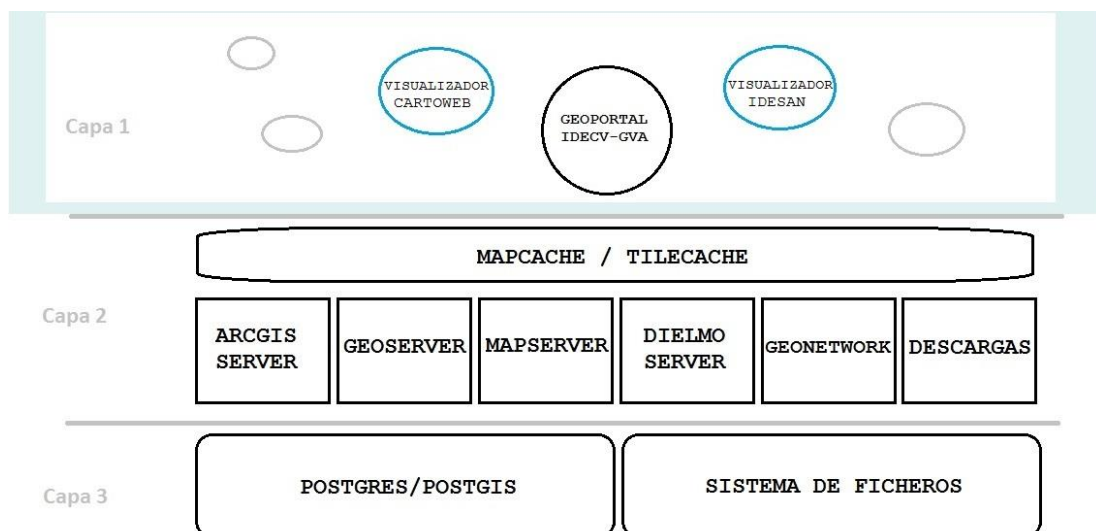 Capa 1
VISUALIZADOR
CARTOWEB
GEOPORTAL
IDECV-GVA
VISUALIZADOR
IDESAN
Capa 2
MAPCACHE / TILECACHE
ARCGIS
SERVER
GEOSERVER
MAPSERVER
DIELMO
SERVER
GEONETWORK
DESCARGAS
Capa 3
POSTGRES/POSTGIS
SISTEMA DE FICHEROS